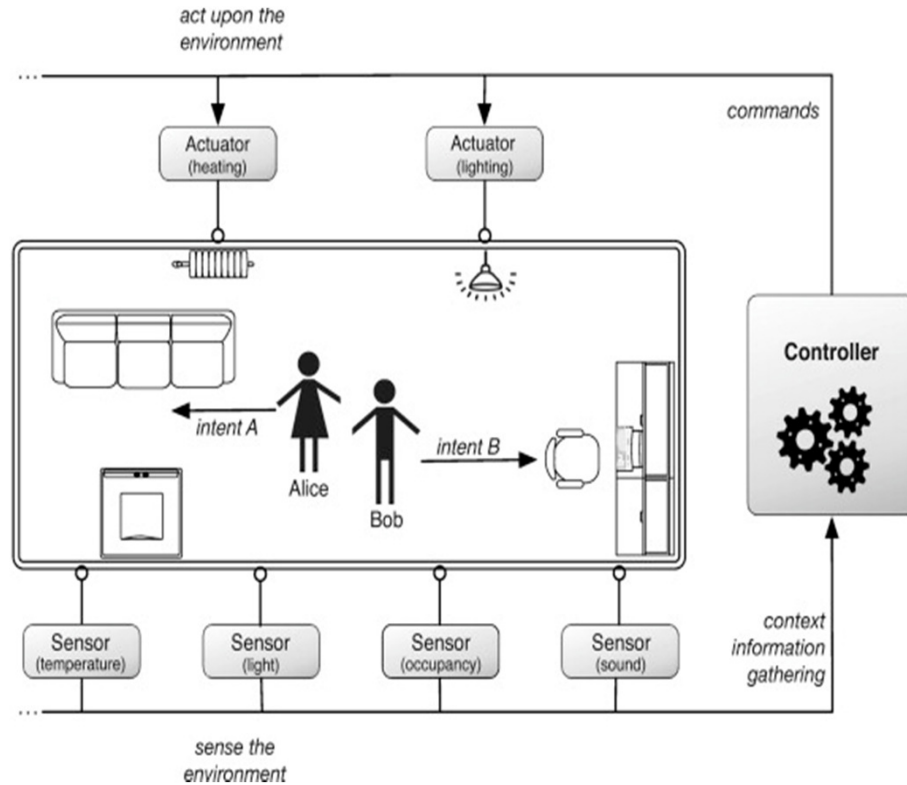 act upon the
environment
...
commands
Actuator
(heating)
Actuator
(lighting)
Controller
intent A
intent B
Alice
Bob
Sensor
(temperature)
Sensor
(light)
Sensor
(occupancy)
Sensor
(sound)
context
information
gathering
...
sense the
environment